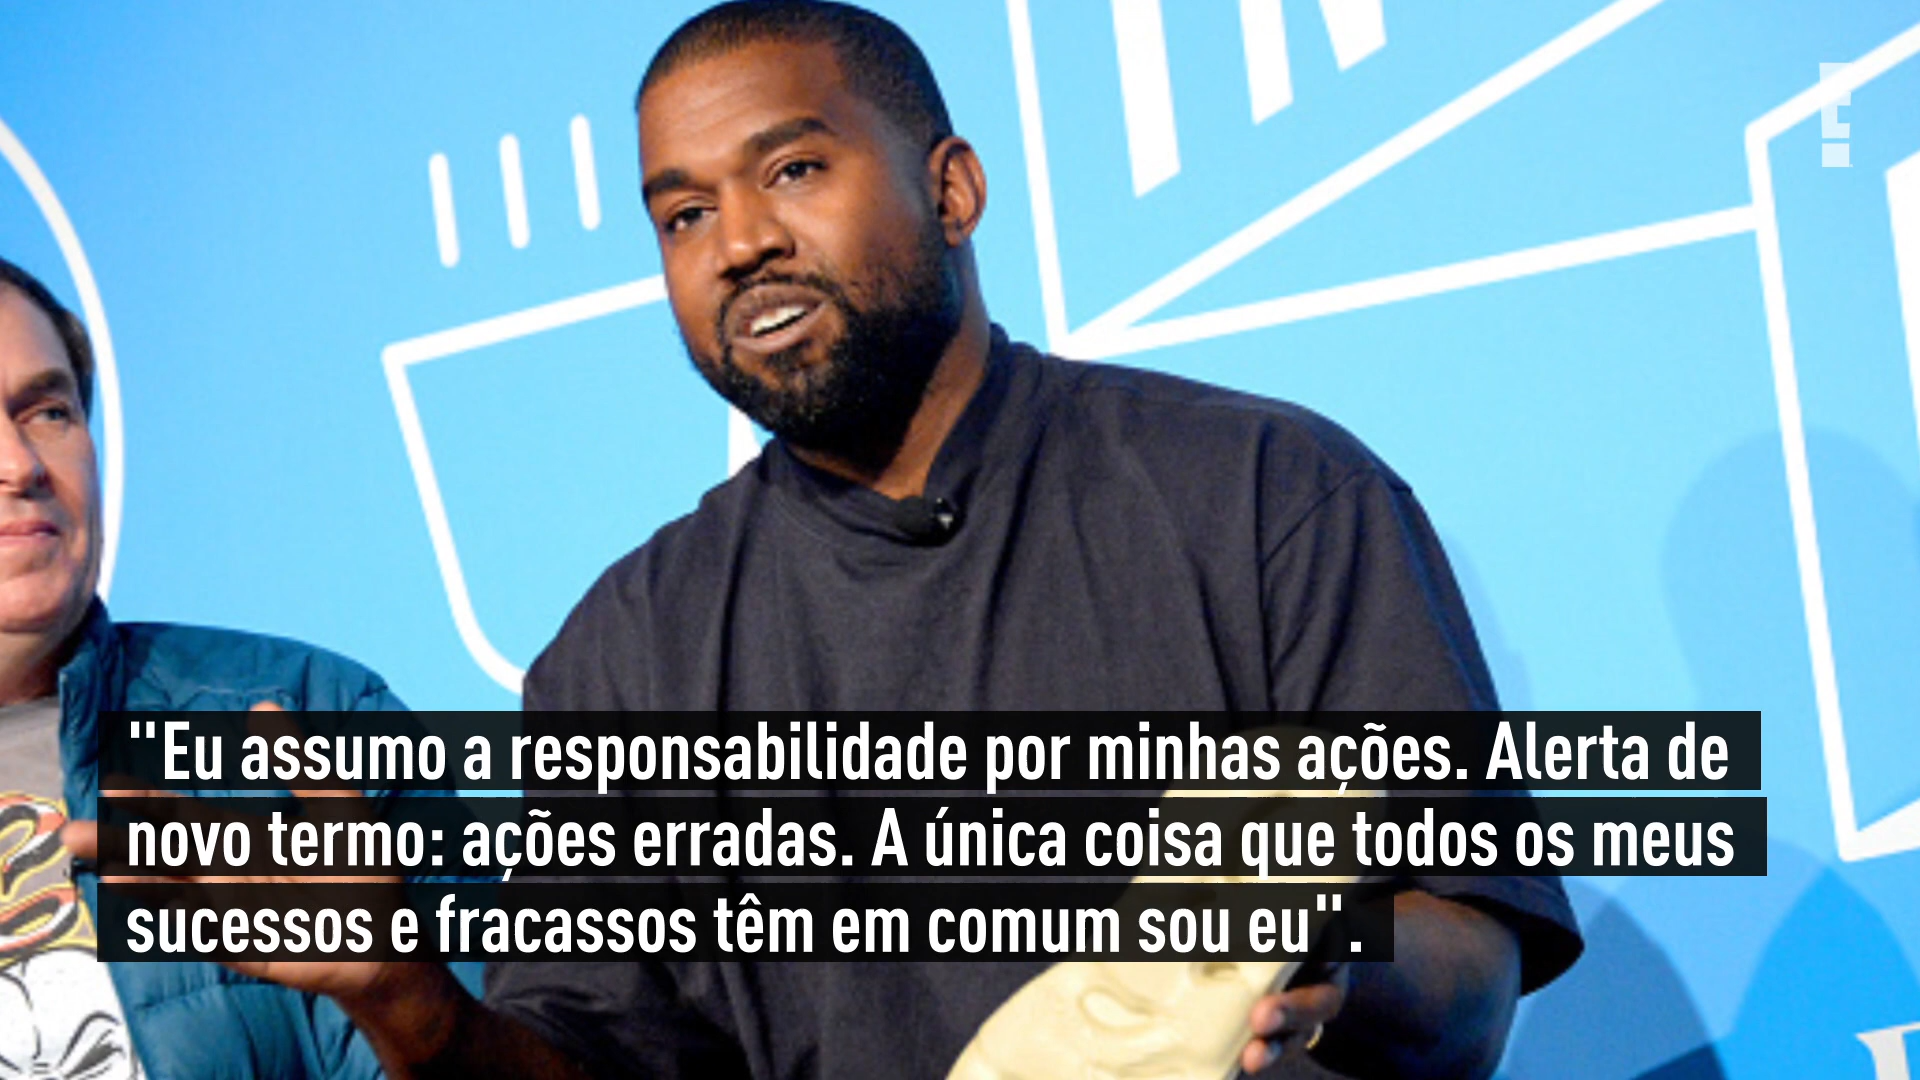 "Eu assumo a responsabilidade por minhas ações. Alerta de
novo termo: ações erradas. A única coisa que todos os meus
sucessos e fracassos têm em comum sou eu".